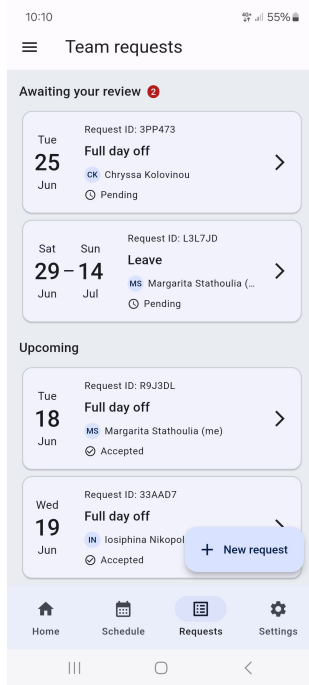 10:10
4G+
55%
Team requests
Awaiting your review 2
Request ID: 3PP473
Tue
25
Jun
Full day off
CK Chryssa Kolovinou
Pending
Request ID: L3L7JD
Sat Sun
29 – 14
Jun Jul
Leave
MS Margarita Stathoulia (...
Pending
Upcoming
Request ID: R9J3DL
Tue
18
Jun
Full day off
MS Margarita Stathoulia (me)
Accepted
Request ID: 33AAD7
Wed
19
Jun
Full day off
IN Iosiphina Nikopol
Accepted
+ New request
Home
Schedule
Requests
Settings